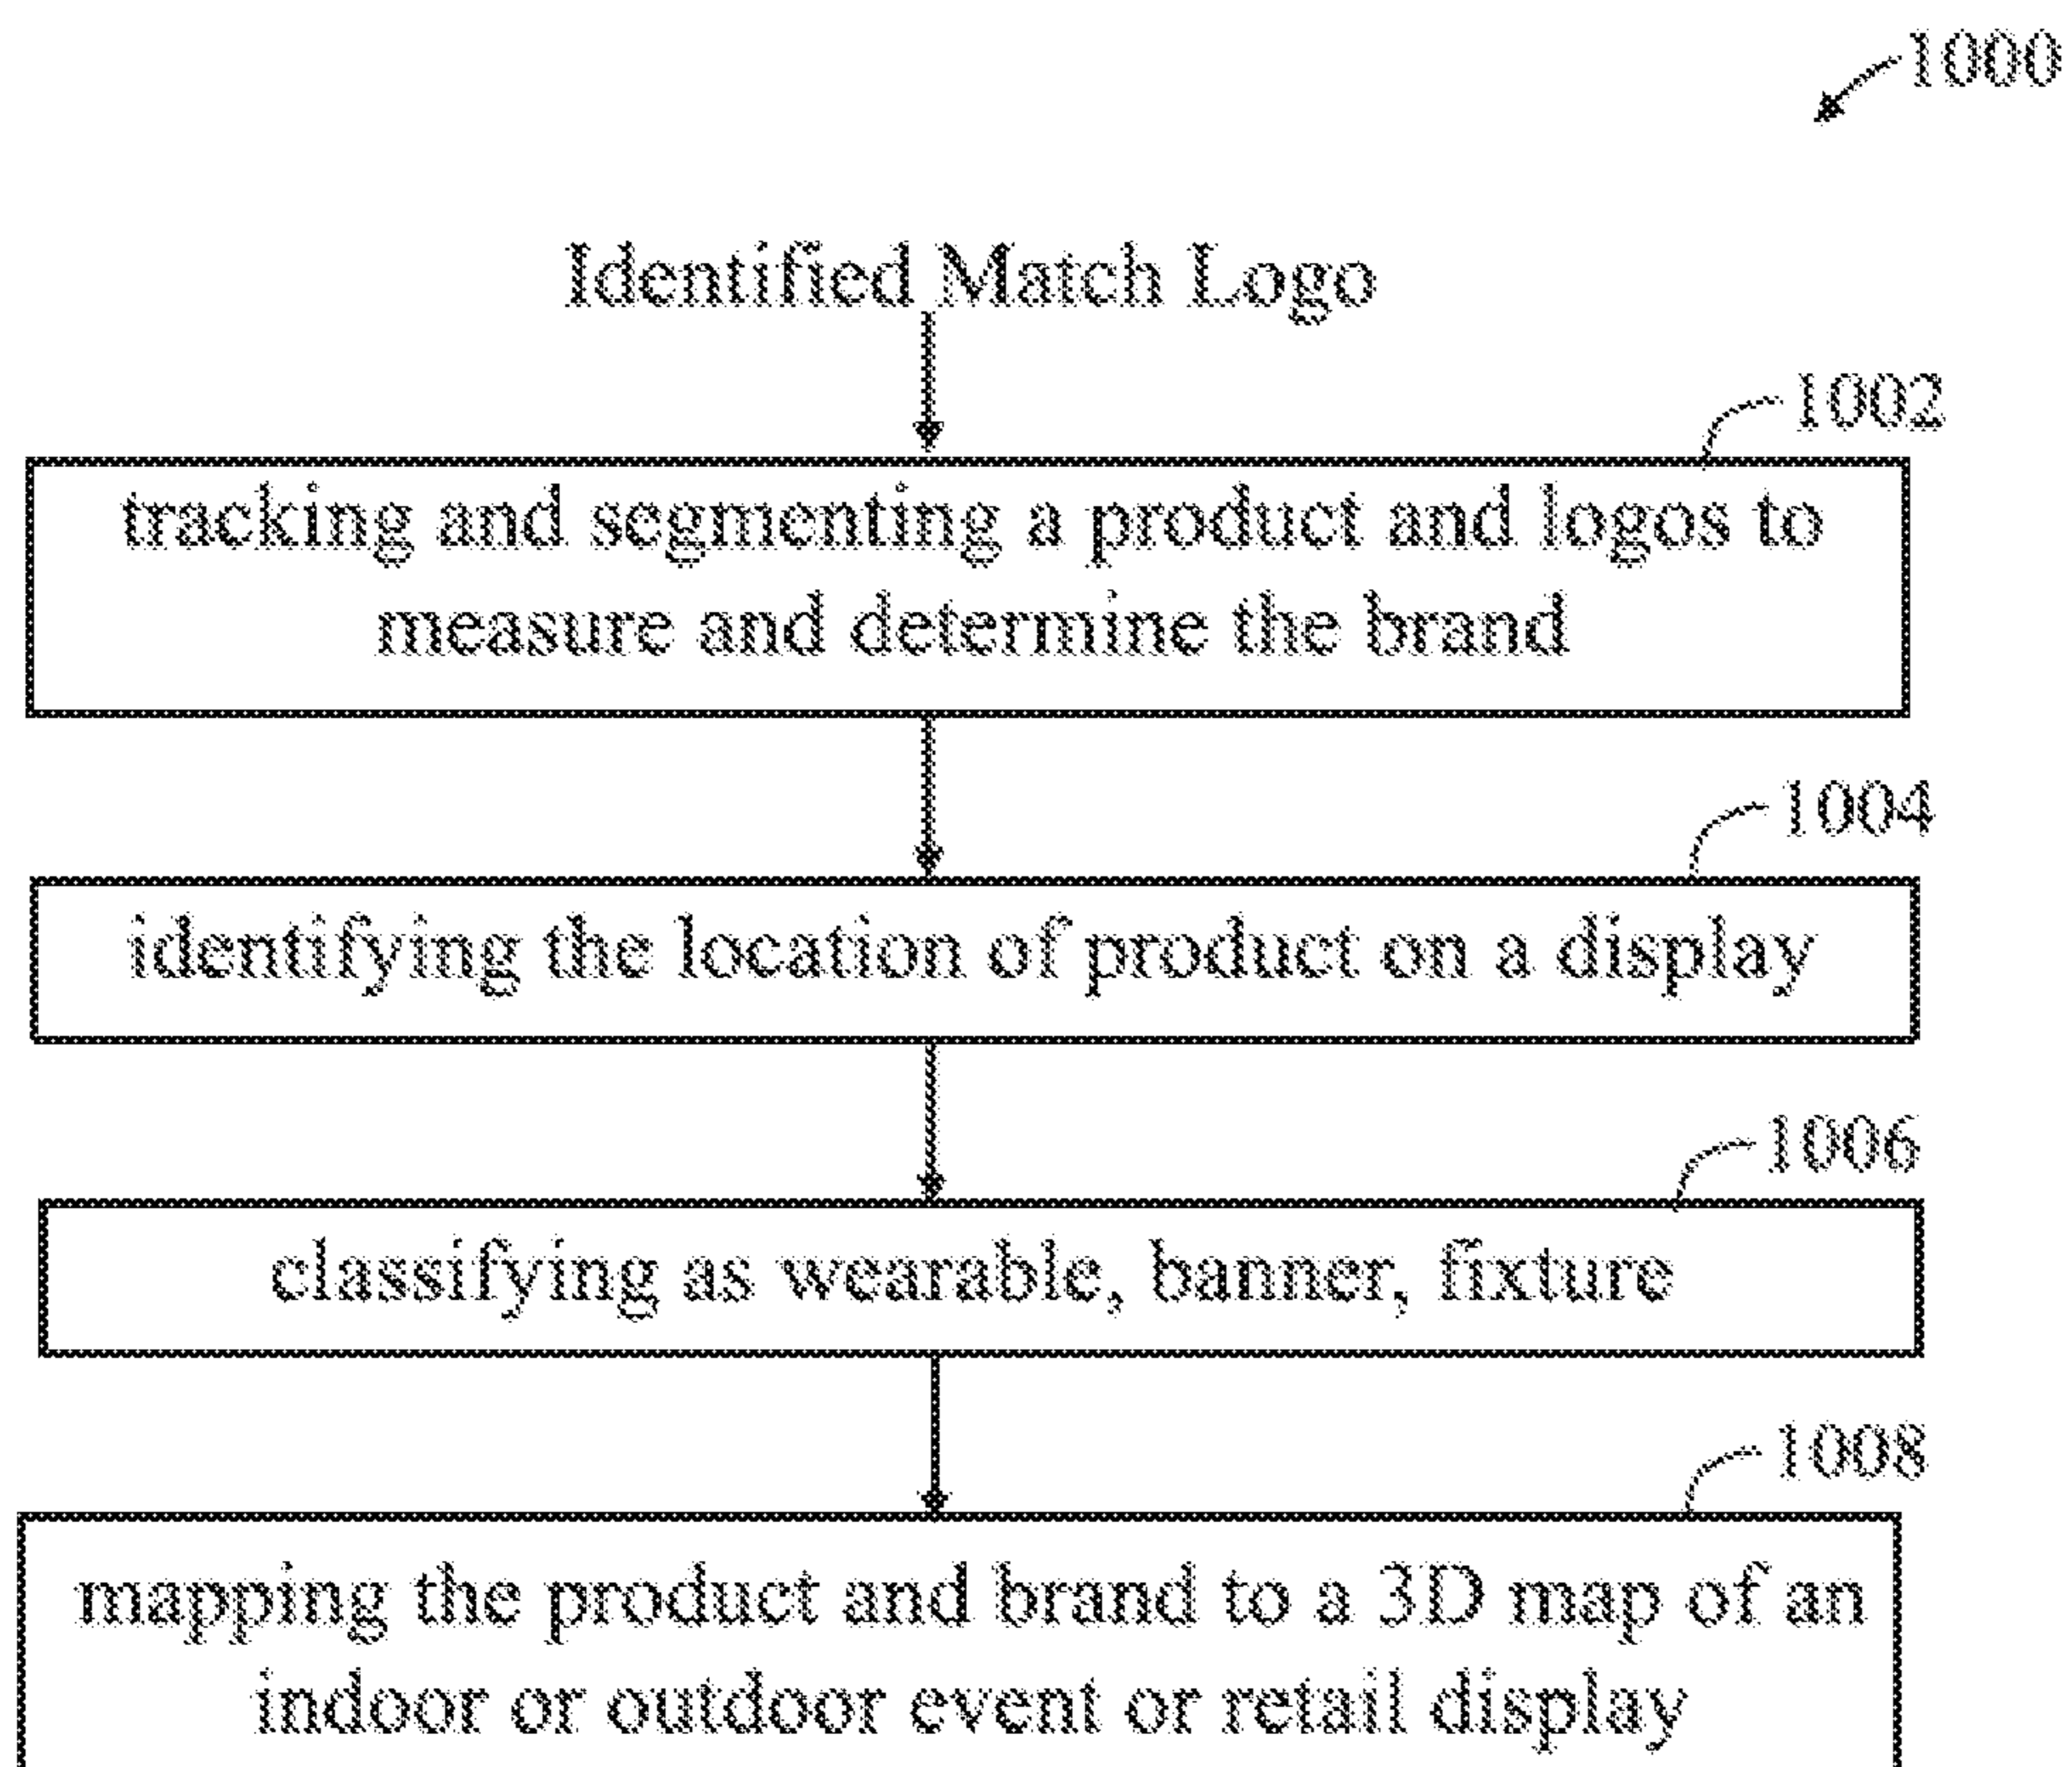 1000
Identified Match Logo
1002
tracking and segmenting a product and logos to
measure and determine the brand
1004
identifying the location of product on a display
1006
classifying as wearable, banner, fixture
1008
mapping the product and brand to a 3D map of an
indoor or outdoor event or retail display